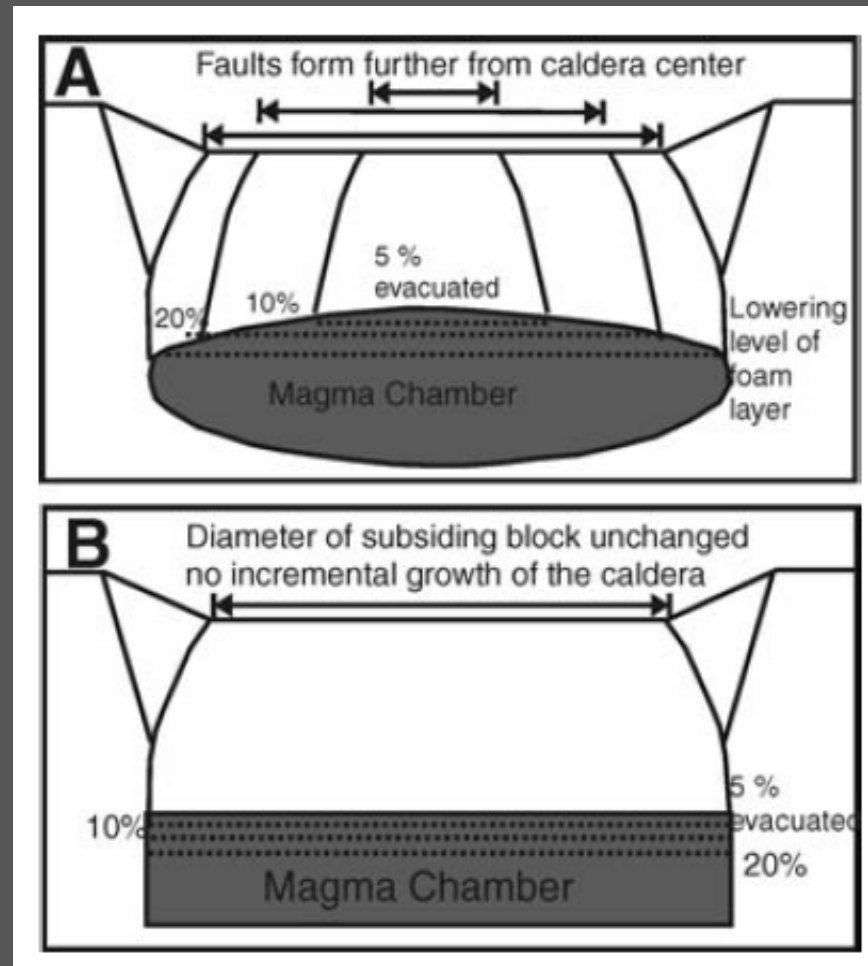 A
Faults form further from caldera center
5 %
evacuated
10%
20%
Lowering
level of
foam
layer
Magma Chamber
B
Diameter of subsiding block unchanged
no incremental growth of the caldera
5 %
evacuated
10%
20%
Magma Chamber